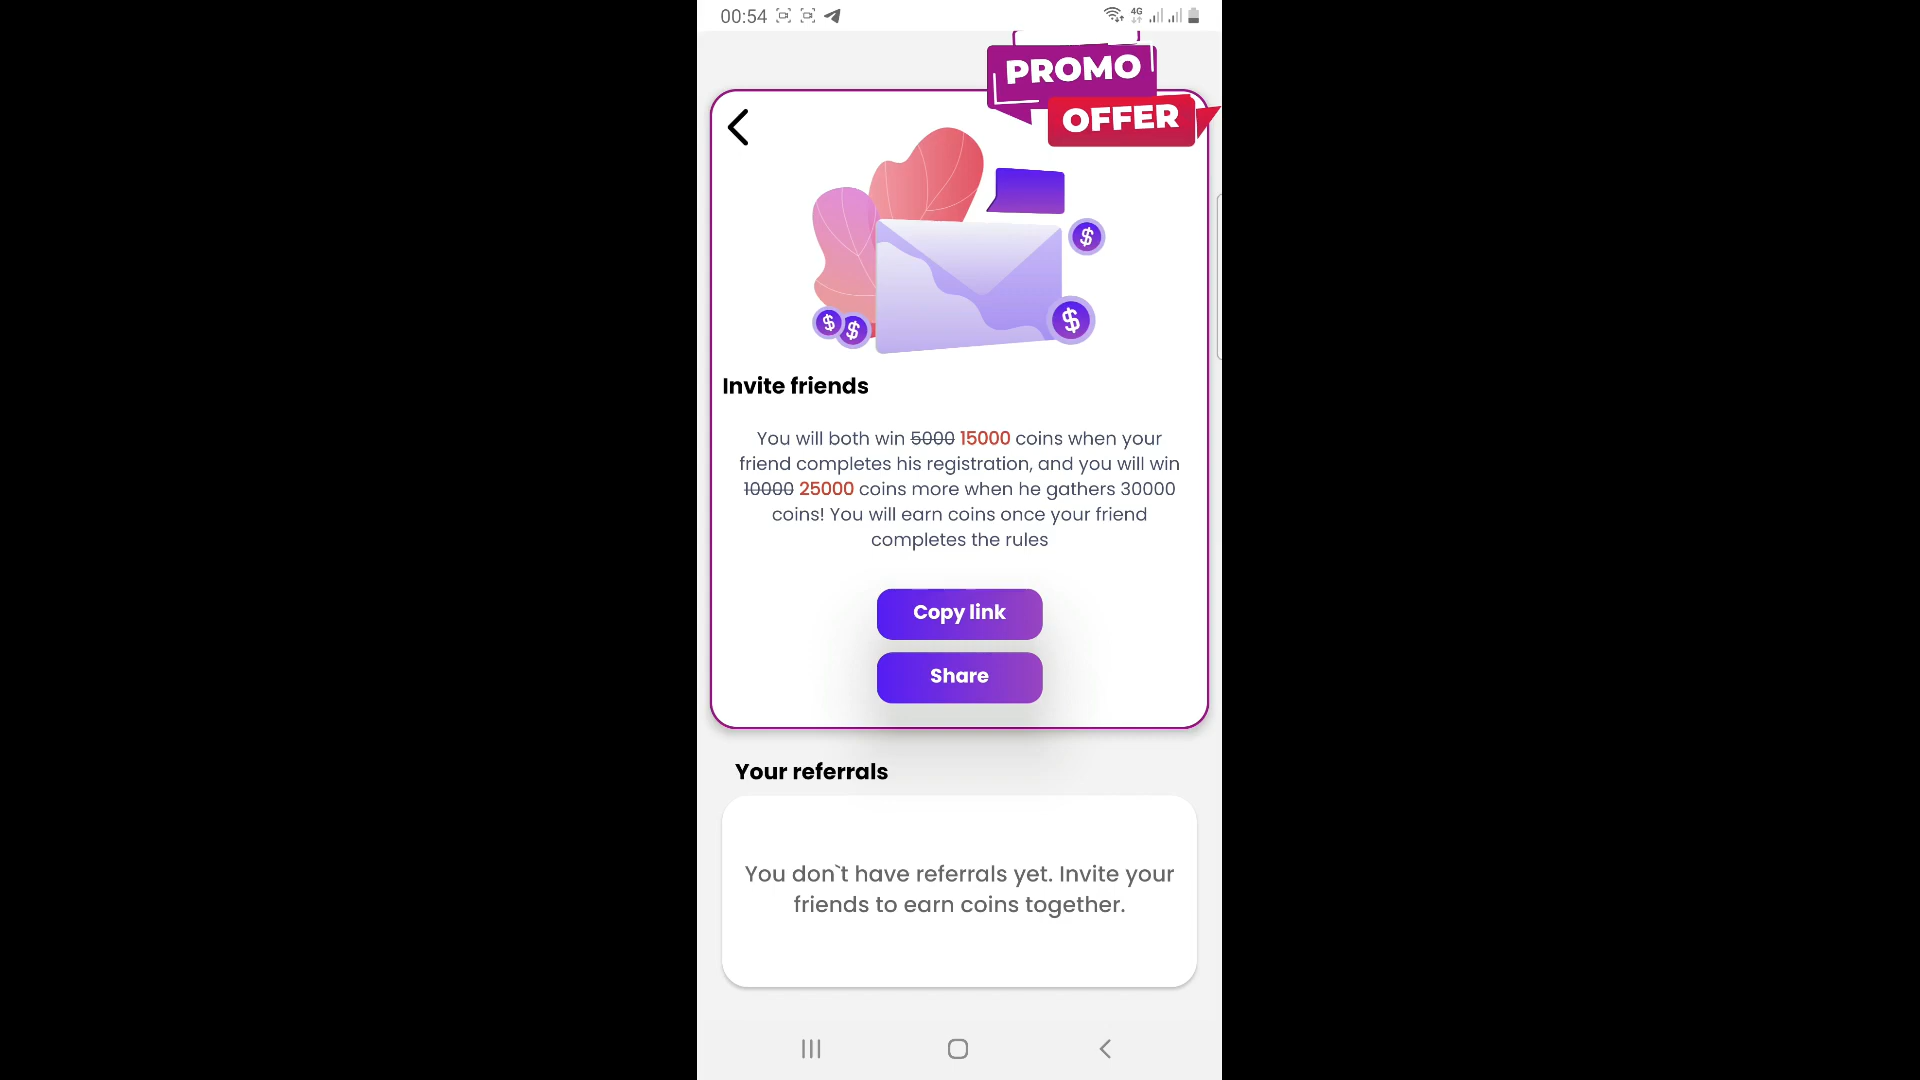 00:54
4G
PROMO
OFFER
$
$
$ $
Invite friends
You will both win 5000 15000 coins when your
friend completes his registration, and you will win
10000 25000 coins more when he gathers 30000
coins! You will earn coins once your friend
completes the rules
Copy link
Share
Your referrals
You don`t have referrals yet. Invite your
friends to earn coins together.